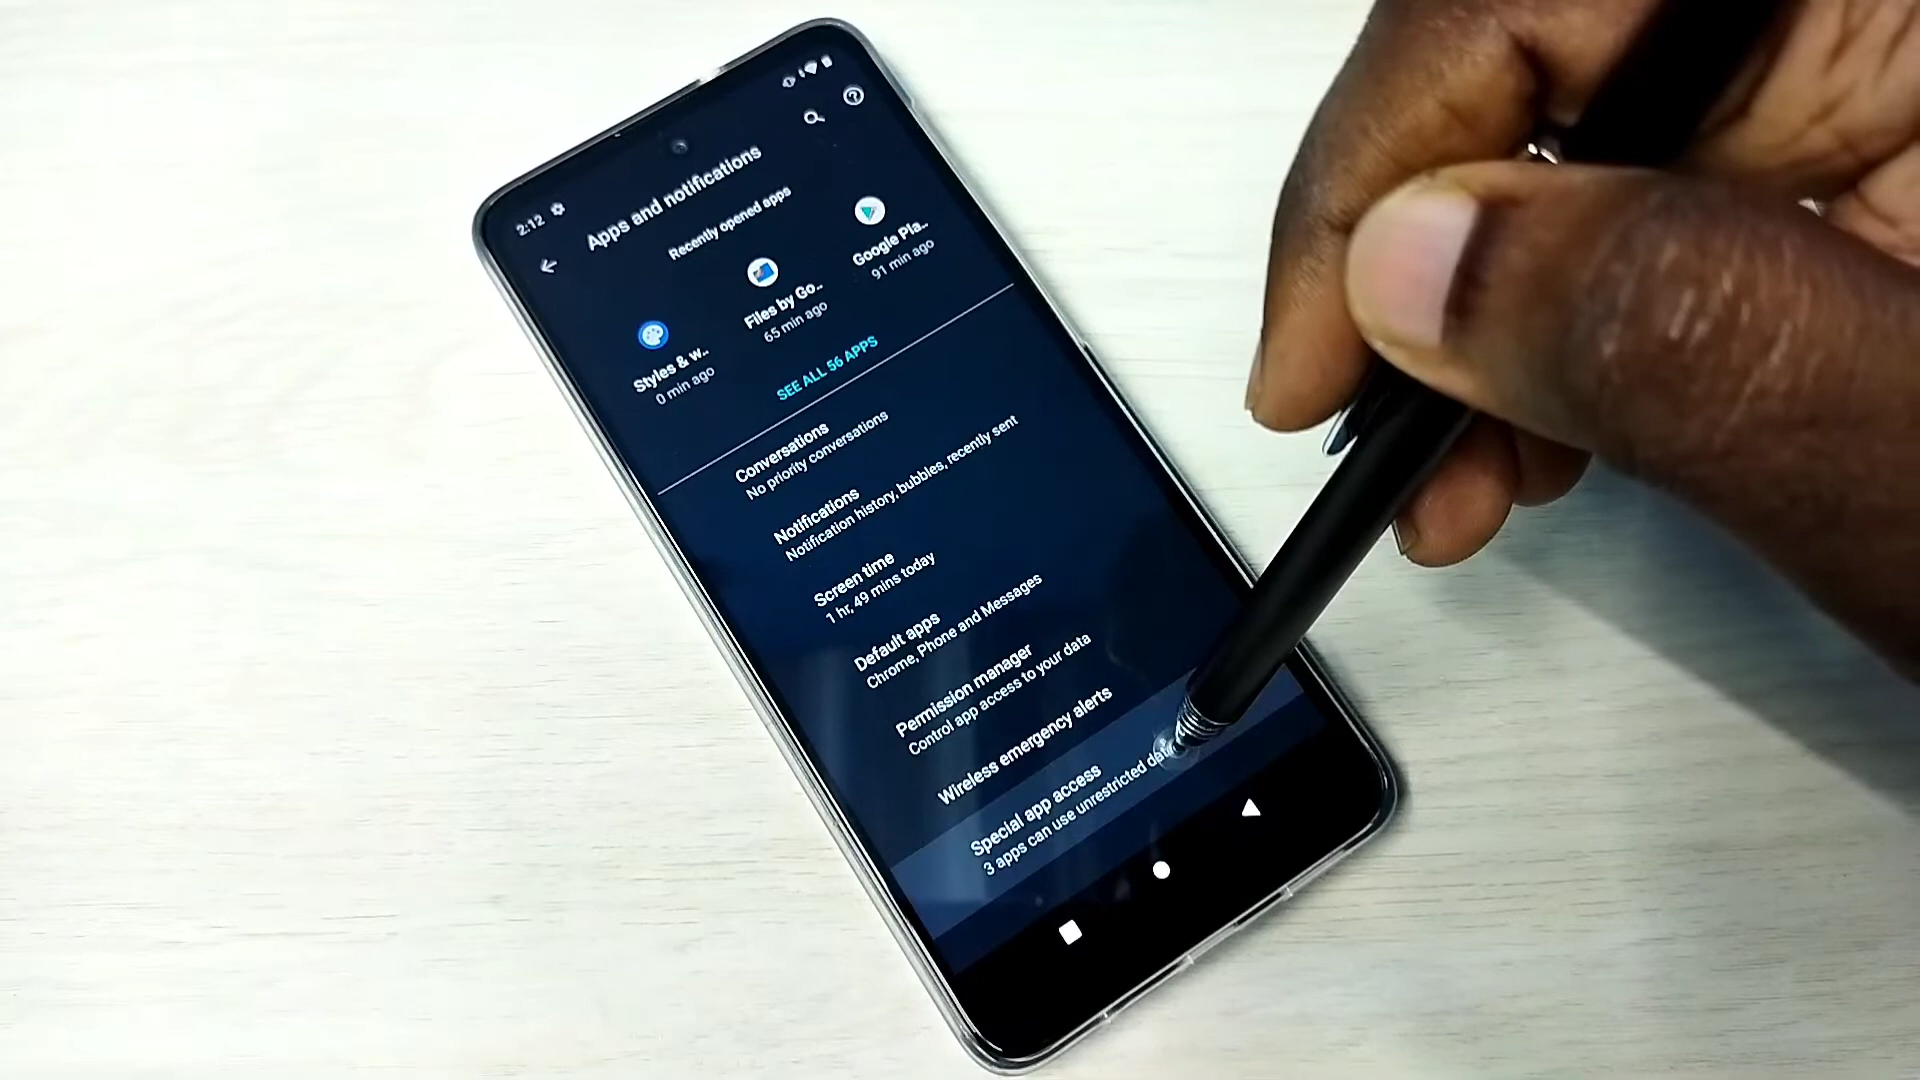 2:12
Apps and notifications
Recently opened apps
Styles & w..
0 min ago
Files by Go..
65 min ago
Google Pla..
91 min ago
SEE ALL 56 APPS
Conversations
No priority conversations
Notifications
Notification history, bubbles, recently sent
Screen time
1 hr, 49 mins today
Default apps
Chrome, Phone and Messages
Permission manager
Control app access to your data
Wireless emergency alerts
Special app access
3 apps can use unrestricted data